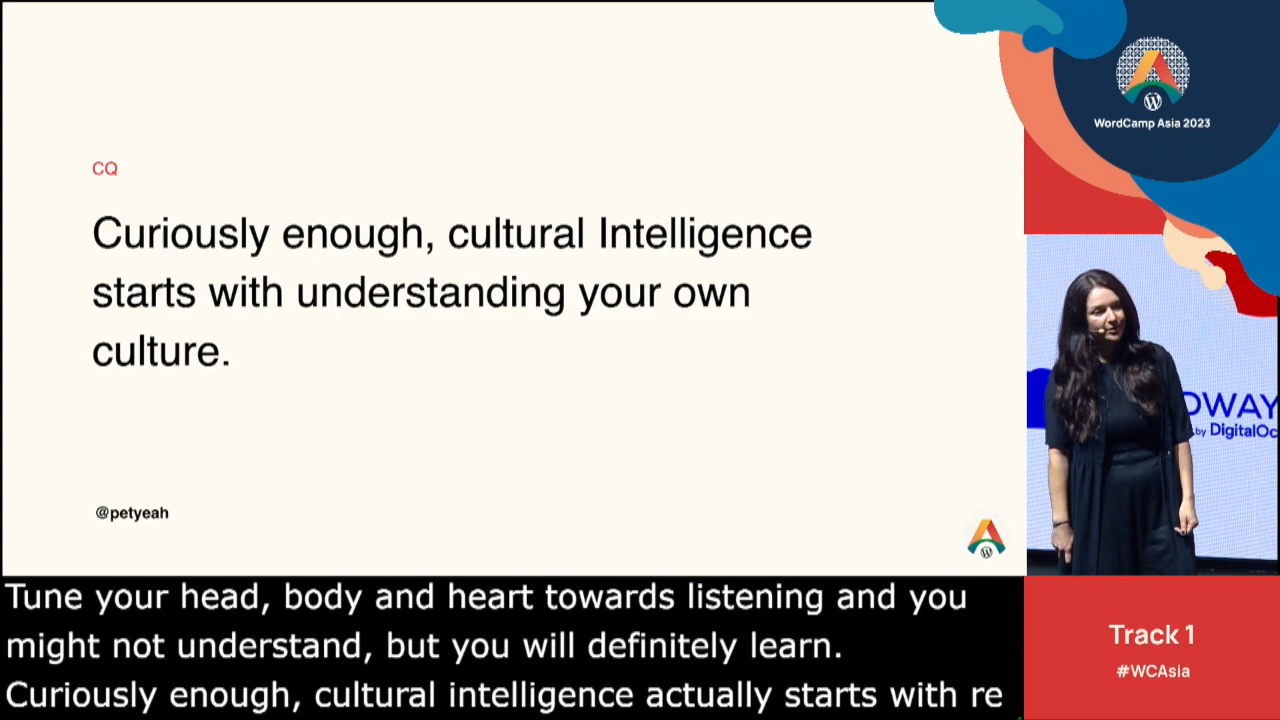 WordCamp Asia 2023
CQ
Curiously enough, cultural Intelligence
starts with understanding your own
culture.
@petyeah
OWAY
by DigitalOc
Tune your head, body and heart towards listening and you
might not understand, but you will definitely learn.
Curiously enough, cultural intelligence actually starts with re
Track 1
#WCAsia